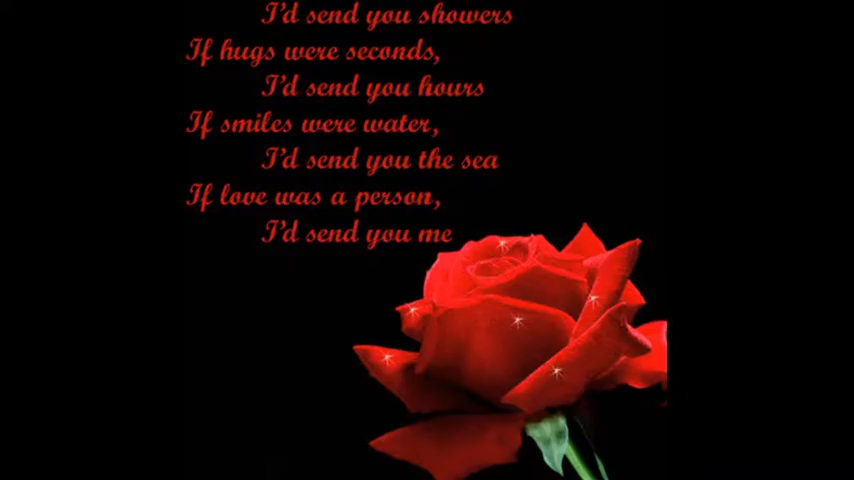 I'd send you showers
If hugs were seconds,
I'd send you hours
If smiles were water,
I'd send you the sea
If love was a person,
I'd send you me